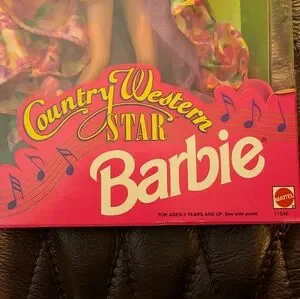 Country Western
STAR
Barbie
FOR AGES 3 YEARS AND UP. See side panel.
MATTEL
11646